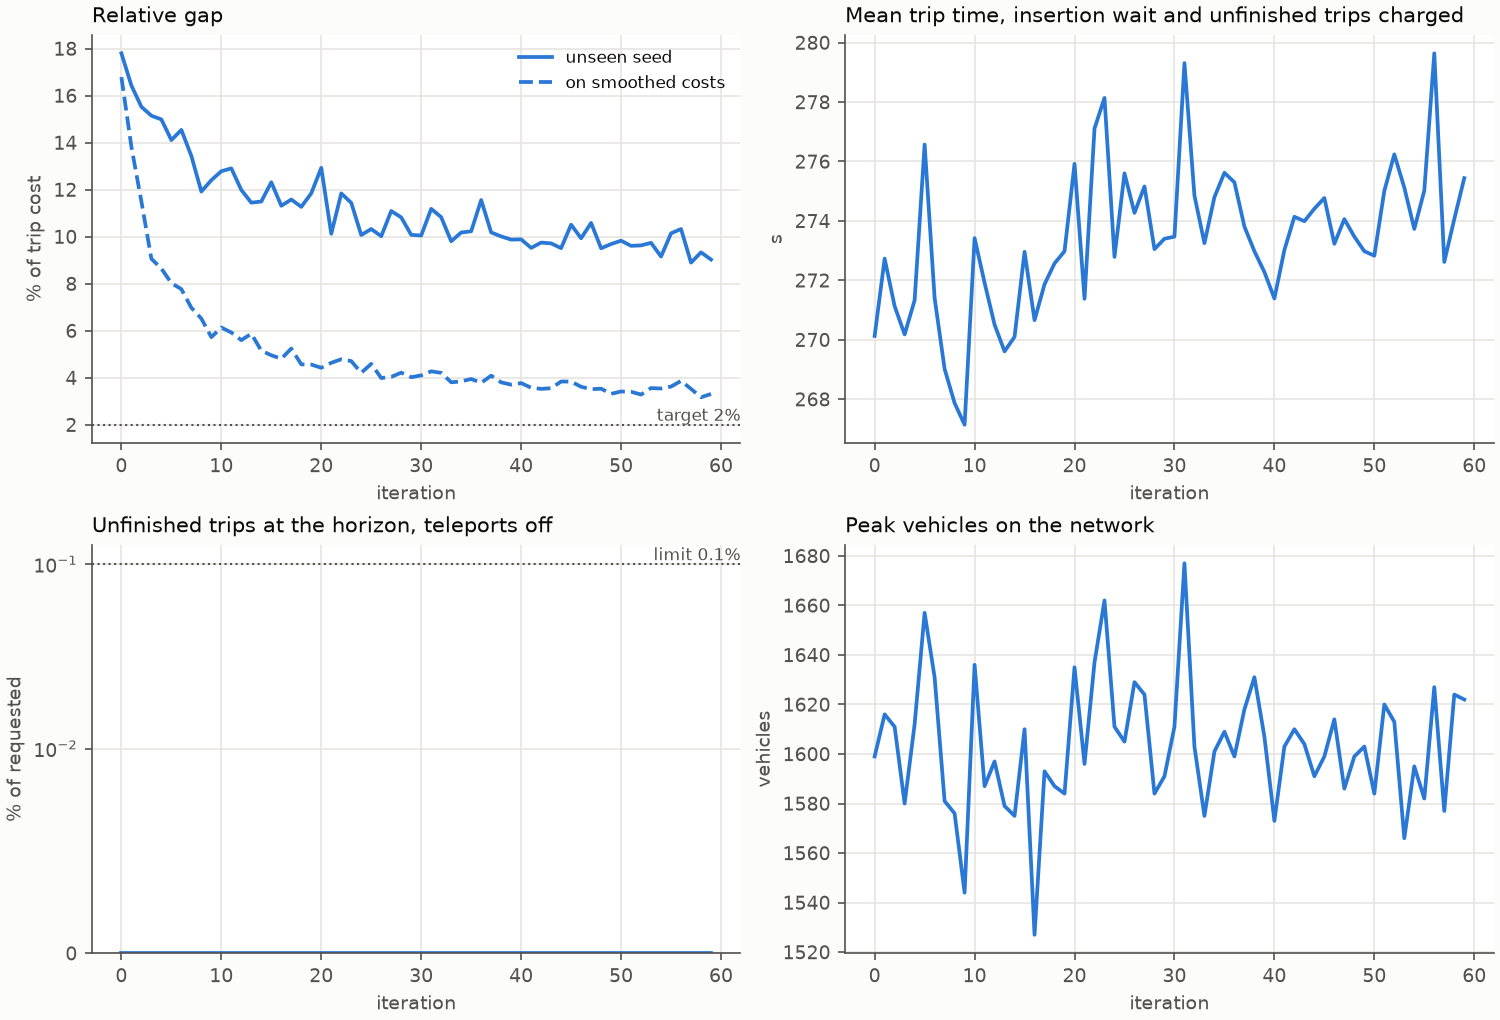 Relative gap
% of trip cost
18
16
14
12
10
8
6
4
2
unseen seed
on smoothed costs
target 2%
0 10 20 30 40 50 60
iteration
Mean trip time, insertion wait and unfinished trips charged
s
280
278
276
274
272
270
268
0 10 20 30 40 50 60
iteration
Unfinished trips at the horizon, teleports off
% of requested
limit 0.1%
10⁻¹
10⁻²
0
0 10 20 30 40 50 60
iteration
Peak vehicles on the network
vehicles
1680
1660
1640
1620
1600
1580
1560
1540
1520
0 10 20 30 40 50 60
iteration